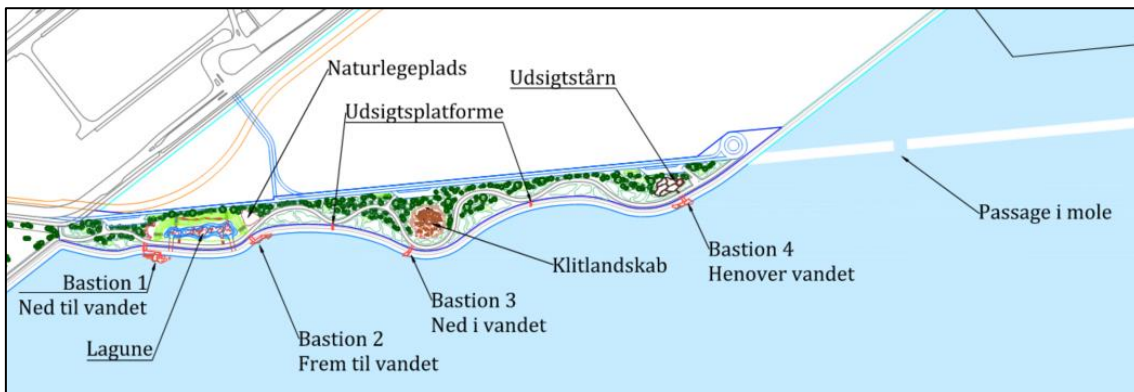 Naturlegeplads
Udsigtstårn
Udsigtsplatforme
Passage i mole
Klitlandskab
Bastion 4
Henover vandet
Bastion 1
Ned til vandet
Bastion 3
Ned i vandet
Bastion 2
Frem til vandet
Lagune